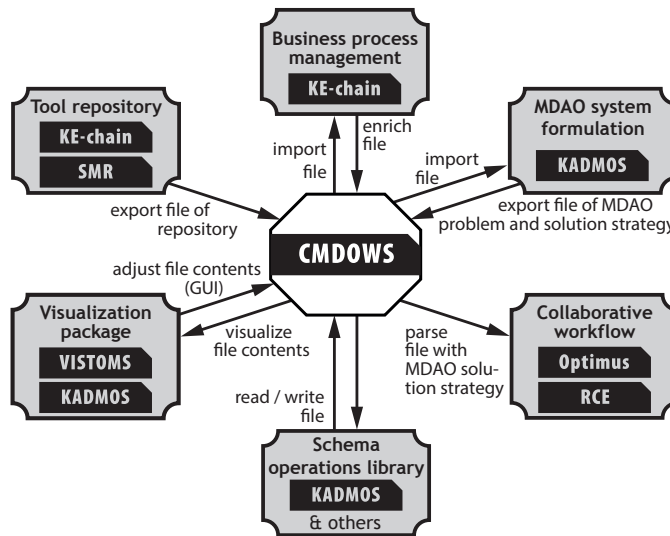 Business process
management
KE-chain
Tool repository
KE-chain
SMR
MDAO system
formulation
KADMOS
import
file
enrich
file
import
file
export file of
repository
export file of MDAO
problem and solution strategy
CMDOWS
adjust file contents
(GUI)
Visualization
package
VISTOMS
KADMOS
visualize
file contents
parse
file with
MDAO solu-
tion strategy
Collaborative
workflow
Optimus
RCE
read / write
file
Schema
operations library
KADMOS
& others